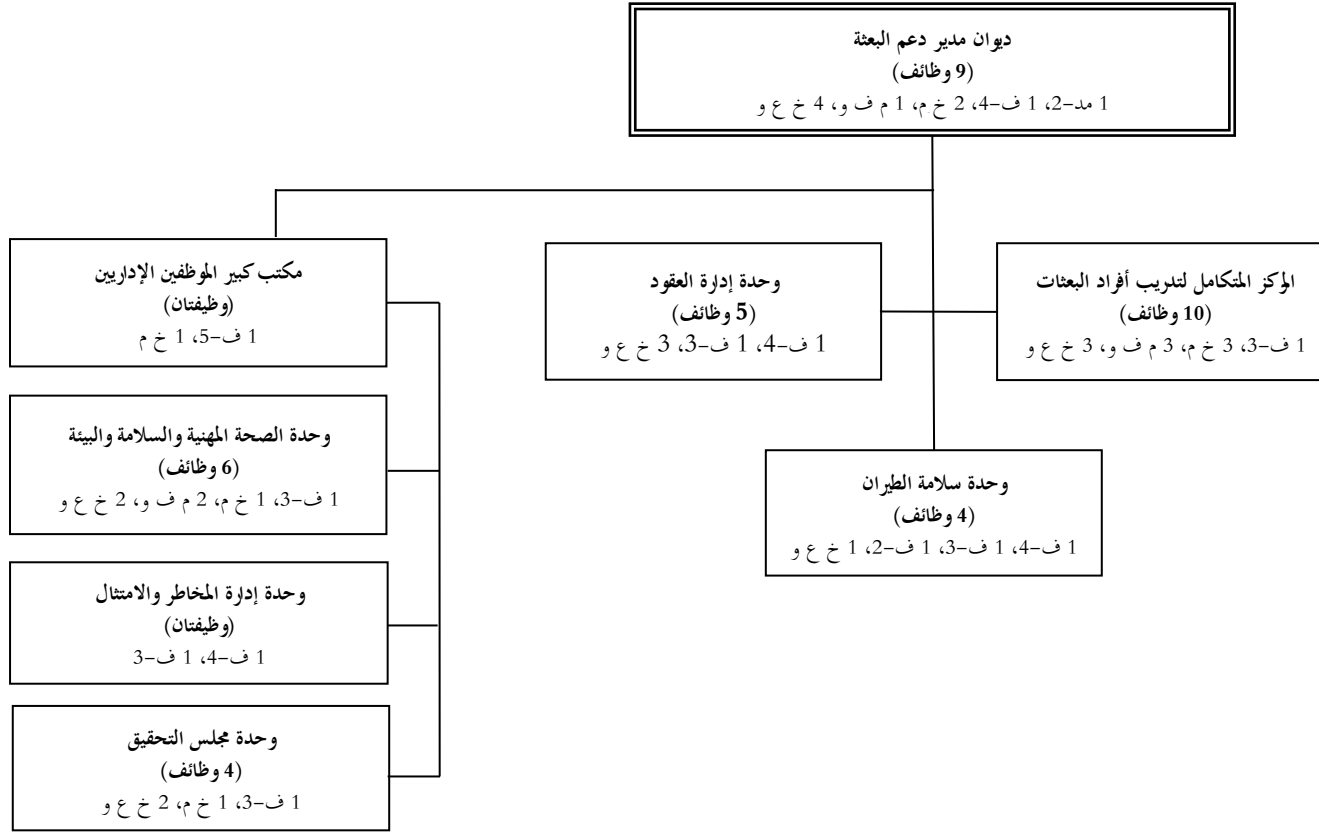 ديوان مدير دعم البعثة
(9 وظائف)
1 مد-2، 1 ف-4، 2 خ م، 1 م ف و، 4 خ ع و
المركز المتكامل لتدريب أفراد البعثات
(10 وظائف)
1 ف-3، 3 خ م، 3 م ف و، 3 خ ع و
وحدة إدارة العقود
(5 وظائف)
1 ف-4، 1 ف-3، 3 خ ع و
مكتب كبير الموظفين الإداريين
(وظيفتان)
1 ف-5، 1 خ م
وحدة الصحة المهنية والسلامة والبيئة
(6 وظائف)
1 ف-3، 1 خ م، 2 م ف و، 2 خ ع و
وحدة سلامة الطيران
(4 وظائف)
1 ف-4، 1 ف-3، 1 ف-2، 1 خ ع و
وحدة إدارة المخاطر والامتثال
(وظيفتان)
1 ف-4، 1 ف-3
وحدة مجلس التحقيق
(4 وظائف)
1 ف-3، 1 خ م، 2 خ ع و